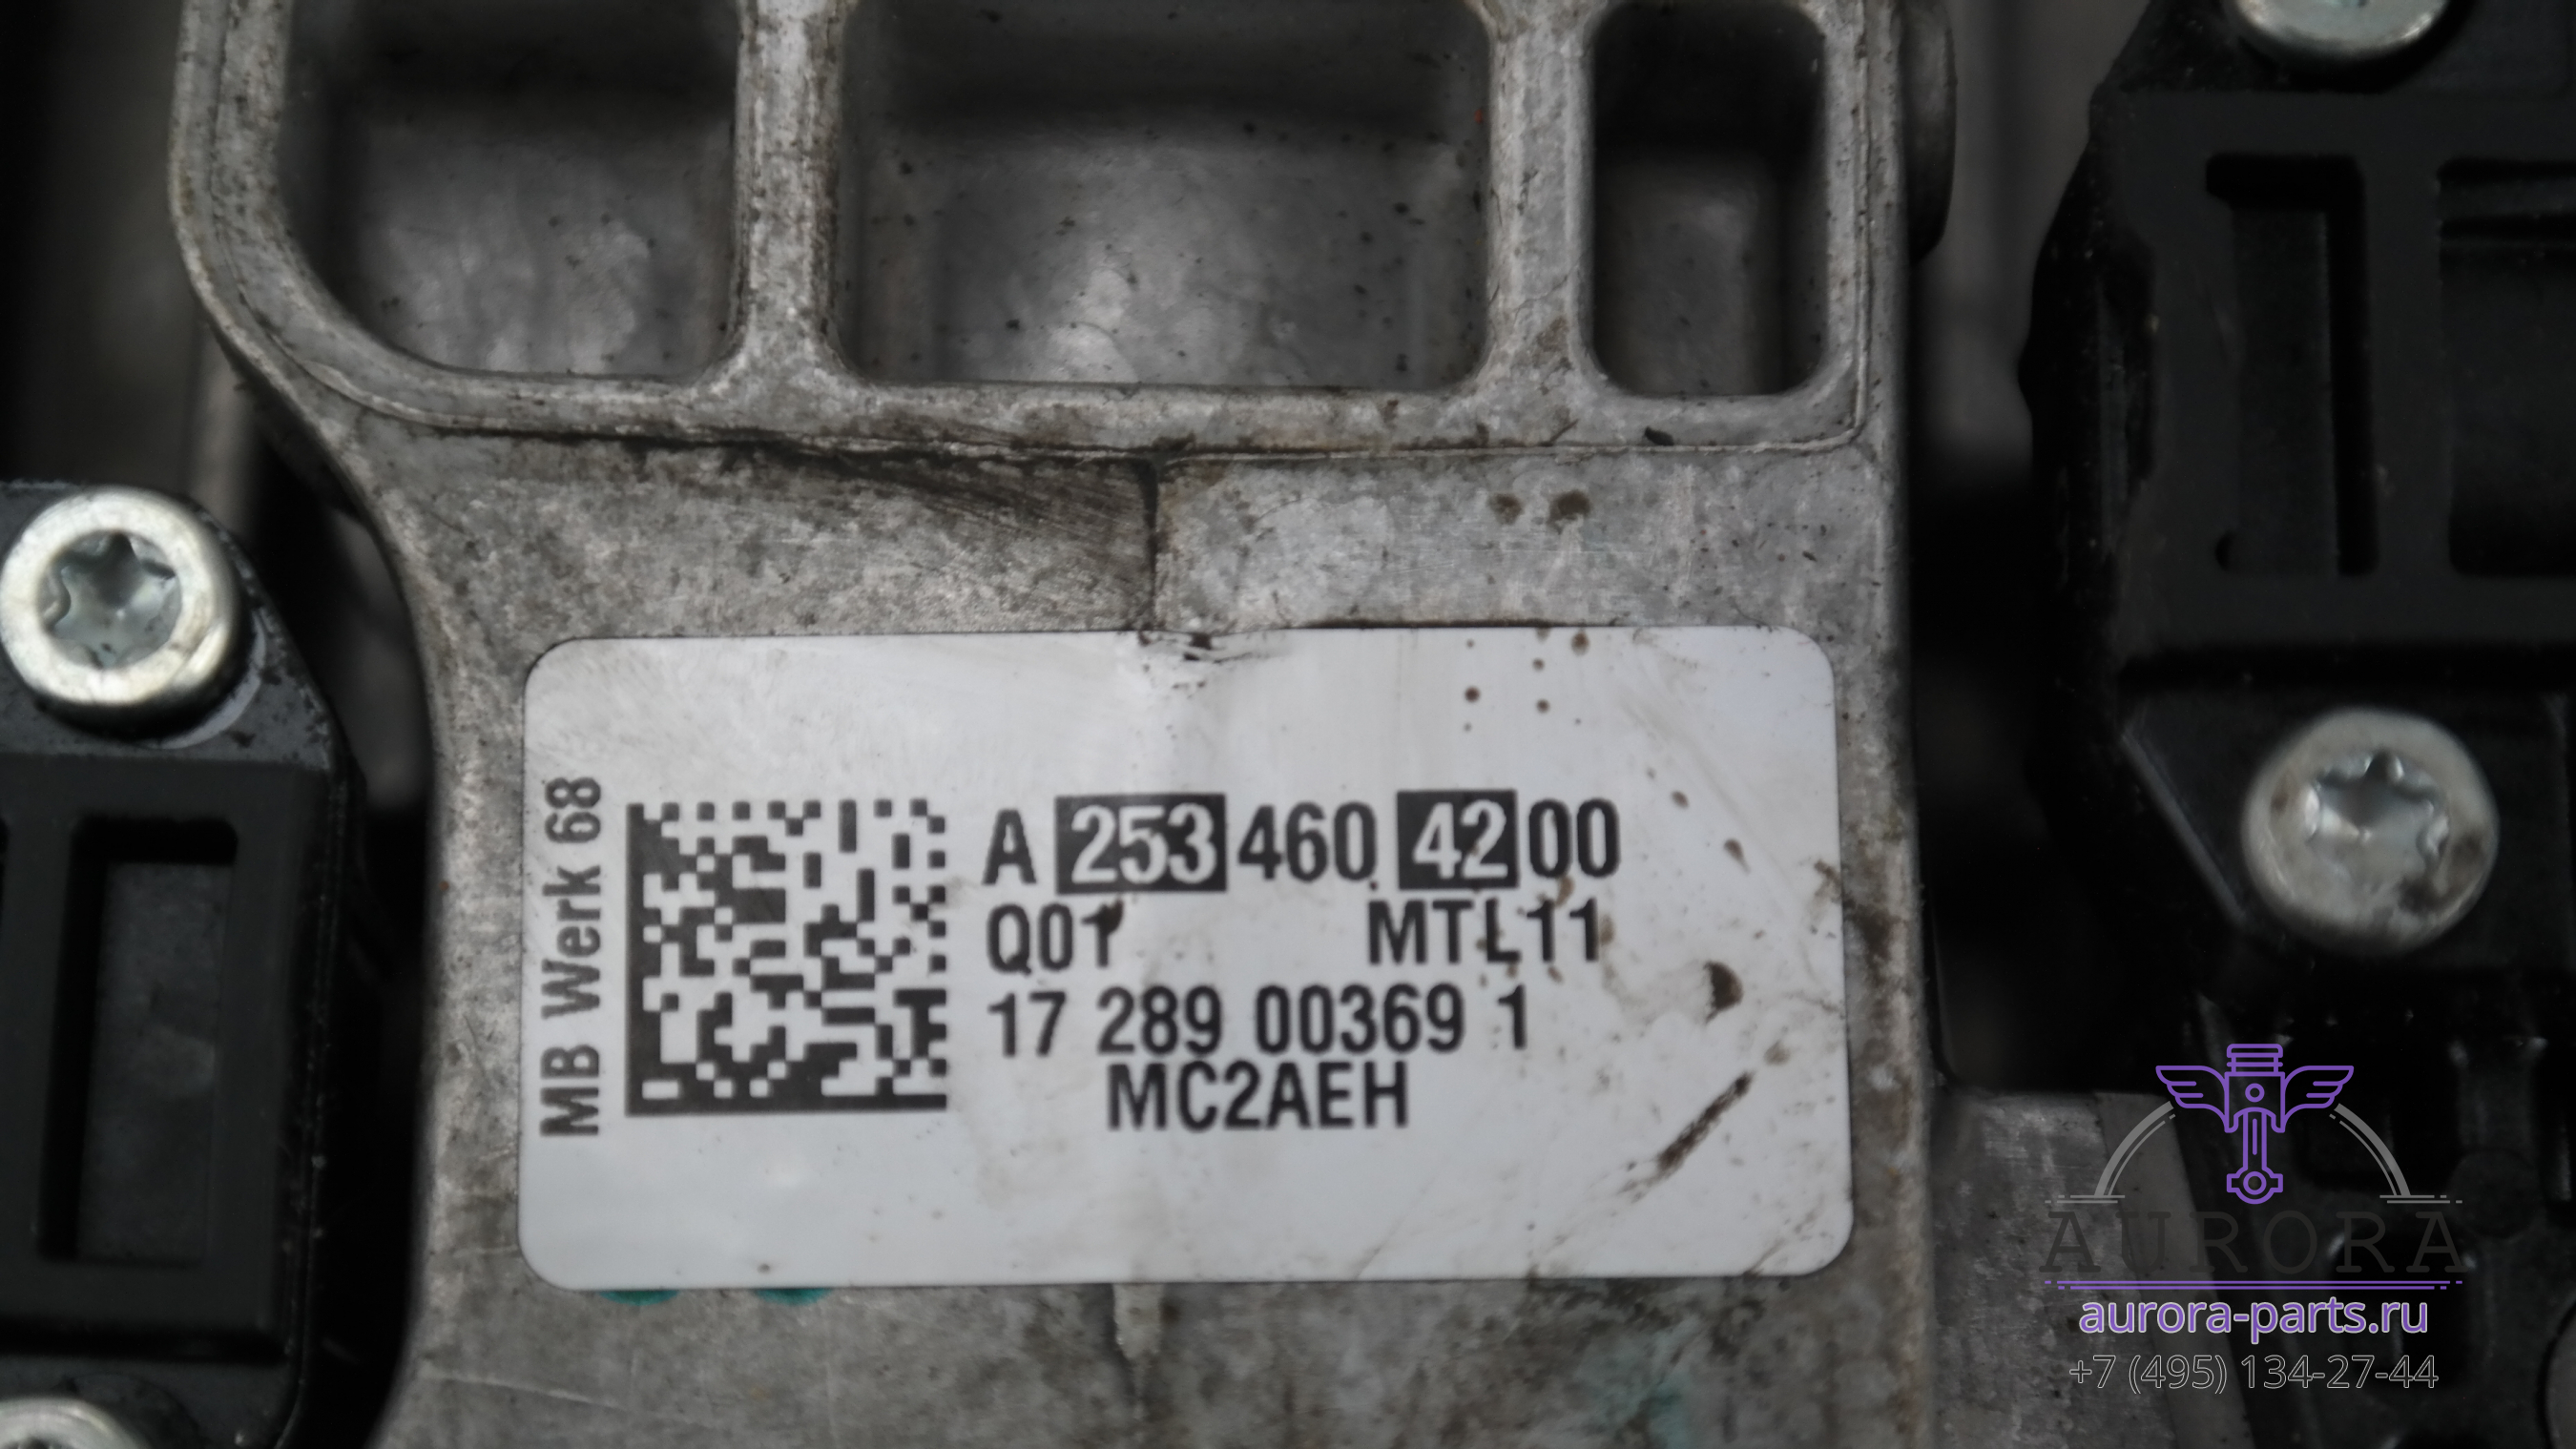 MB Werk 68
A 253 460 42 00
Q01 MTL11
17 289 00369 1
MC2AEH
AURORA
aurora-parts.ru
+7 (495) 134-27-44